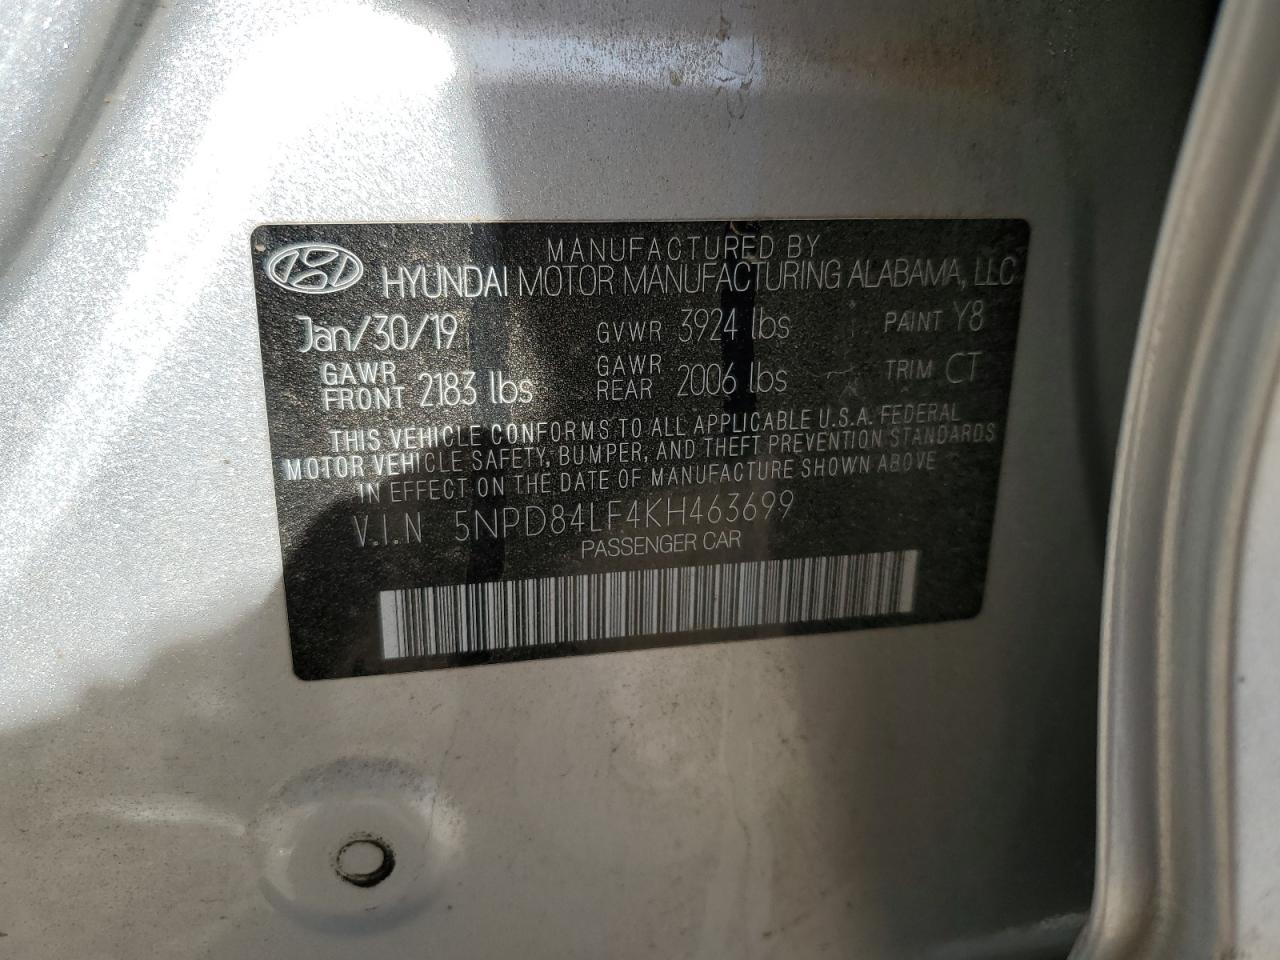 MANUFACTURED BY
HYUNDAI MOTOR MANUFACTURING ALABAMA, LLC
Jan/30/19 GVWR 3924 lbs PAINT Y8
GAWR FRONT 2183 lbs GAWR REAR 2006 lbs TRIM CT
THIS VEHICLE CONFORMS TO ALL APPLICABLE U.S.A. FEDERAL
MOTOR VEHICLE SAFETY, BUMPER, AND THEFT PREVENTION STANDARDS
IN EFFECT ON THE DATE OF MANUFACTURE SHOWN ABOVE
V.I.N 5NPD84LF4KH463699
PASSENGER CAR